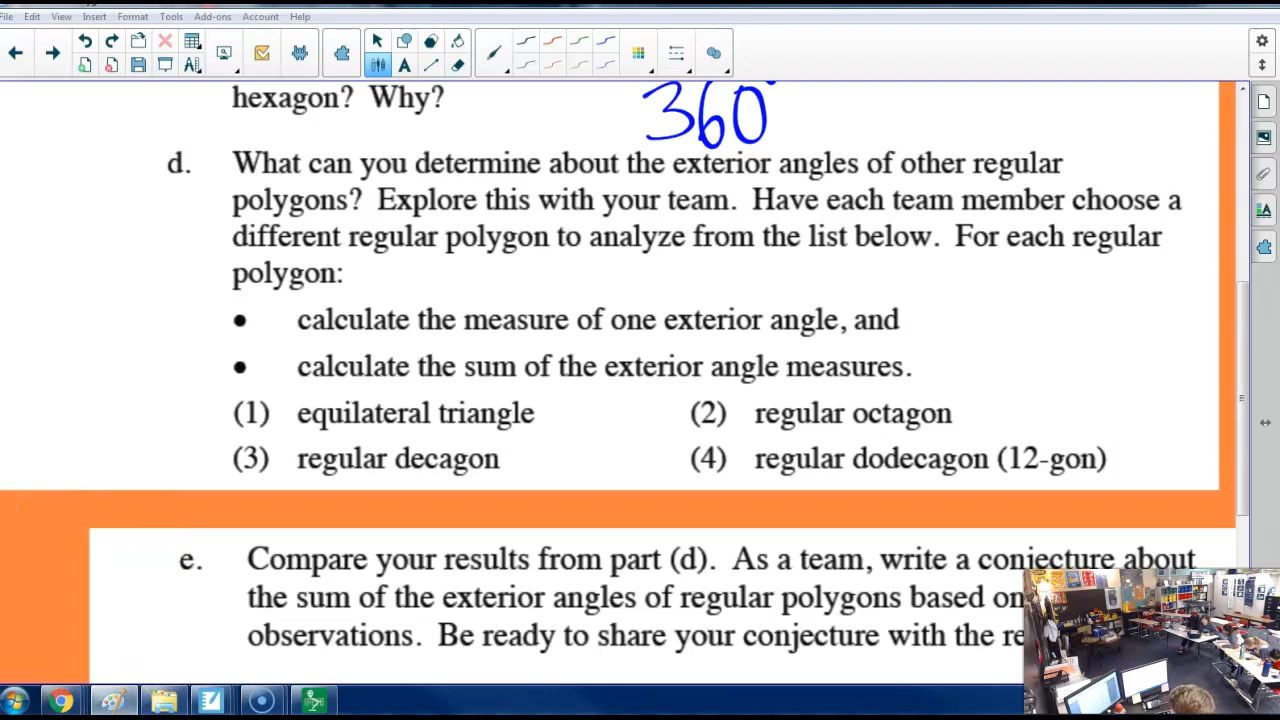 File Edit View Insert Format Tools Add-ons Account Help
hexagon? Why?
360°
d. What can you determine about the exterior angles of other regular
polygons? Explore this with your team. Have each team member choose a
different regular polygon to analyze from the list below. For each regular
polygon:
• calculate the measure of one exterior angle, and
• calculate the sum of the exterior angle measures.
(1) equilateral triangle (2) regular octagon
(3) regular decagon (4) regular dodecagon (12-gon)
e. Compare your results from part (d). As a team, write a conjecture about
the sum of the exterior angles of regular polygons based on
observations. Be ready to share your conjecture with the